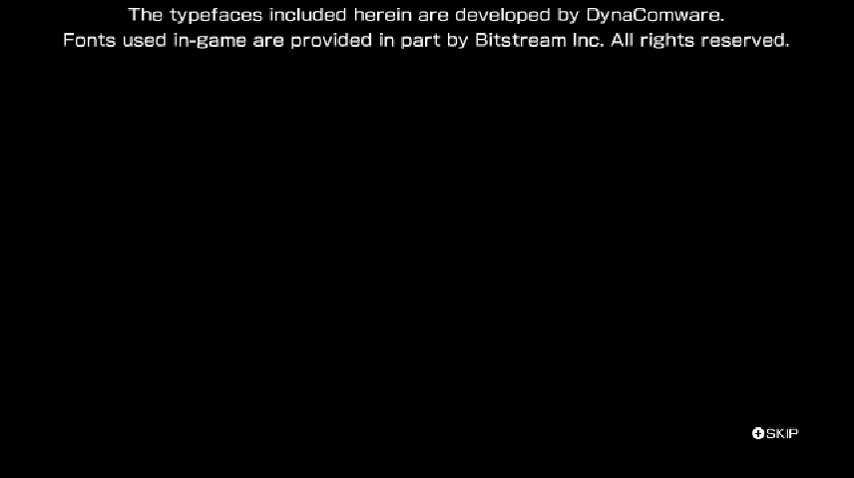 The typefaces included herein are developed by DynaComware.
Fonts used in-game are provided in part by Bitstream Inc. All rights reserved.
SKIP